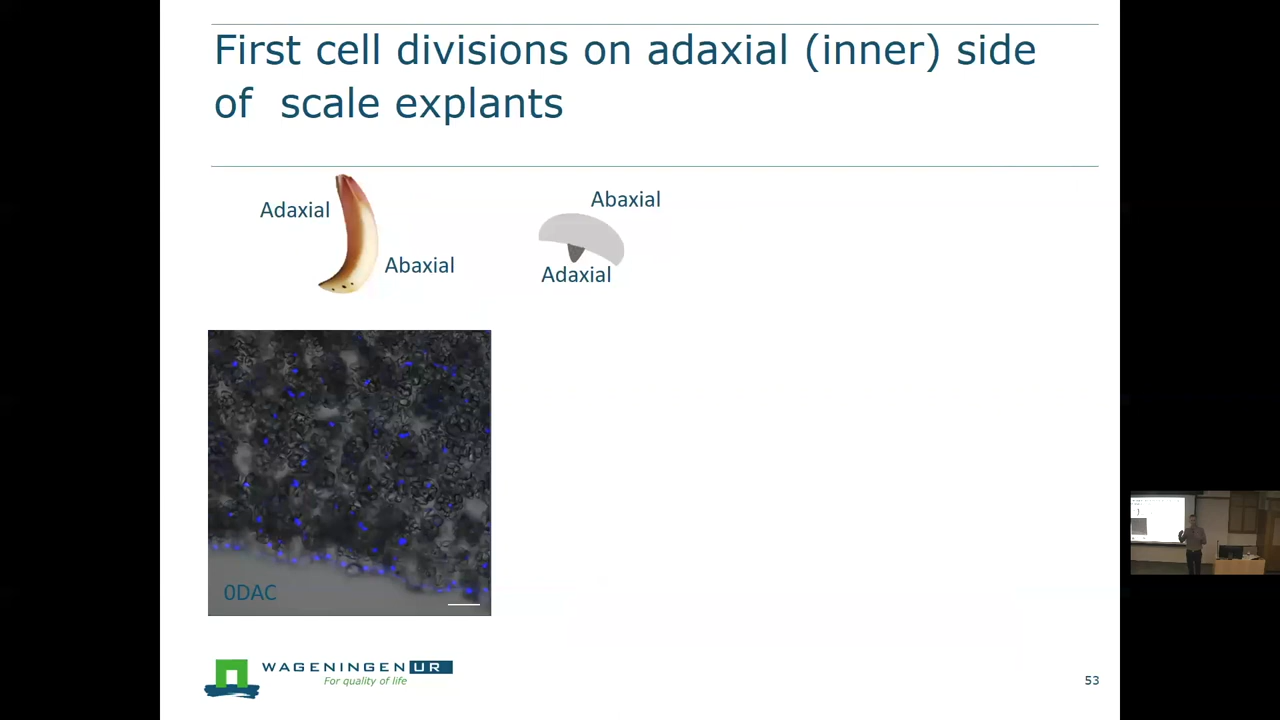 First cell divisions on adaxial (inner) side
of scale explants
Adaxial
Abaxial
Abaxial
Adaxial
0DAC
WAGENINGEN UR
For quality of life
53